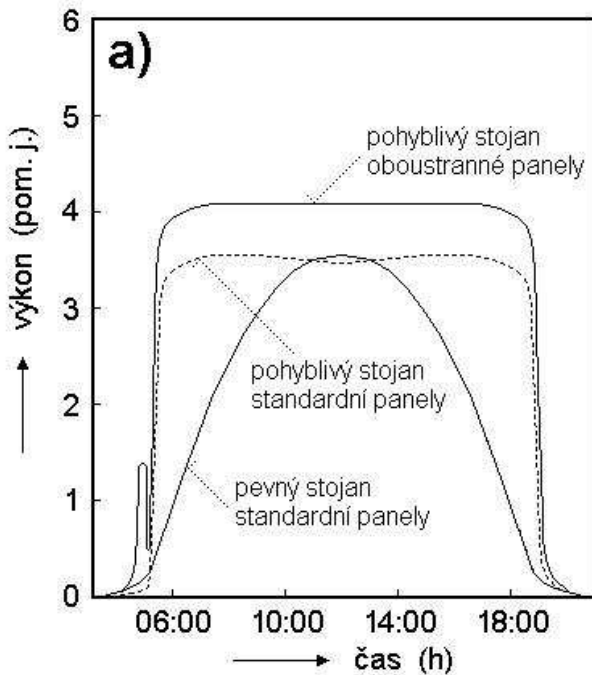 6
a)
5
pohyblivý stojan
oboustranné panely
4
výkon (pom. j.)
3
pohyblivý stojan
standardní panely
2
pevný stojan
standardní panely
1
0
06:00 10:00 14:00 18:00
čas (h)